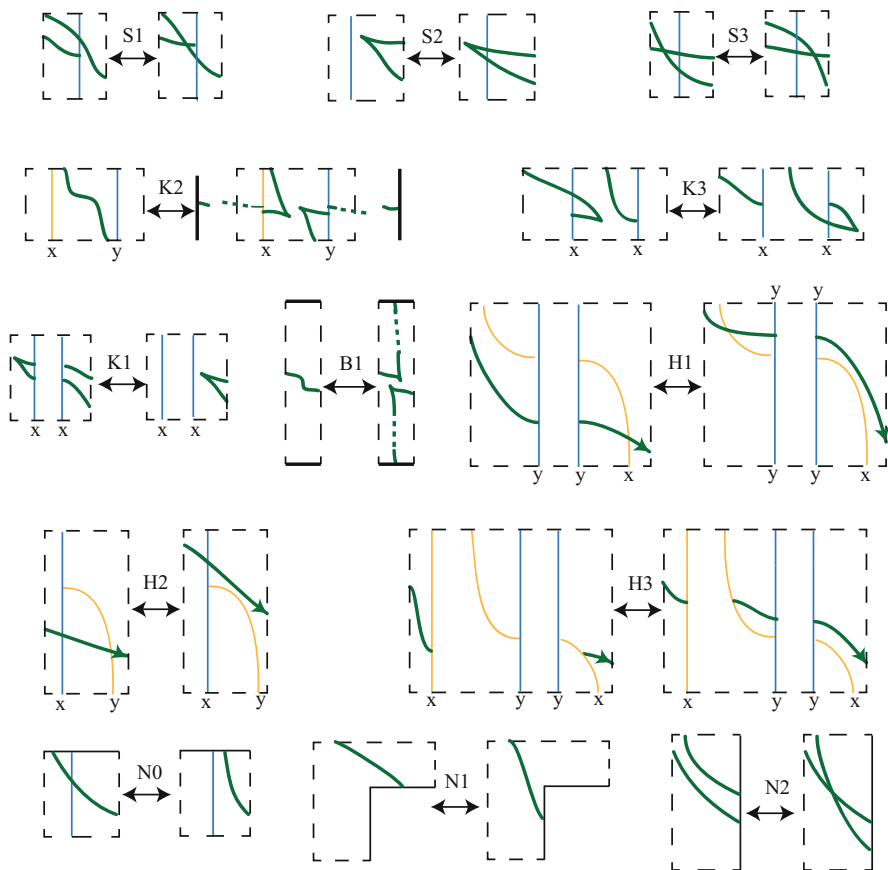 S1 S2 S3
K2 K3
x y x y x x x x
K1 B1 H1
y y
x x y y x y y x
H2 H3
x y x y x y y x x y y x
N0 N1 N2